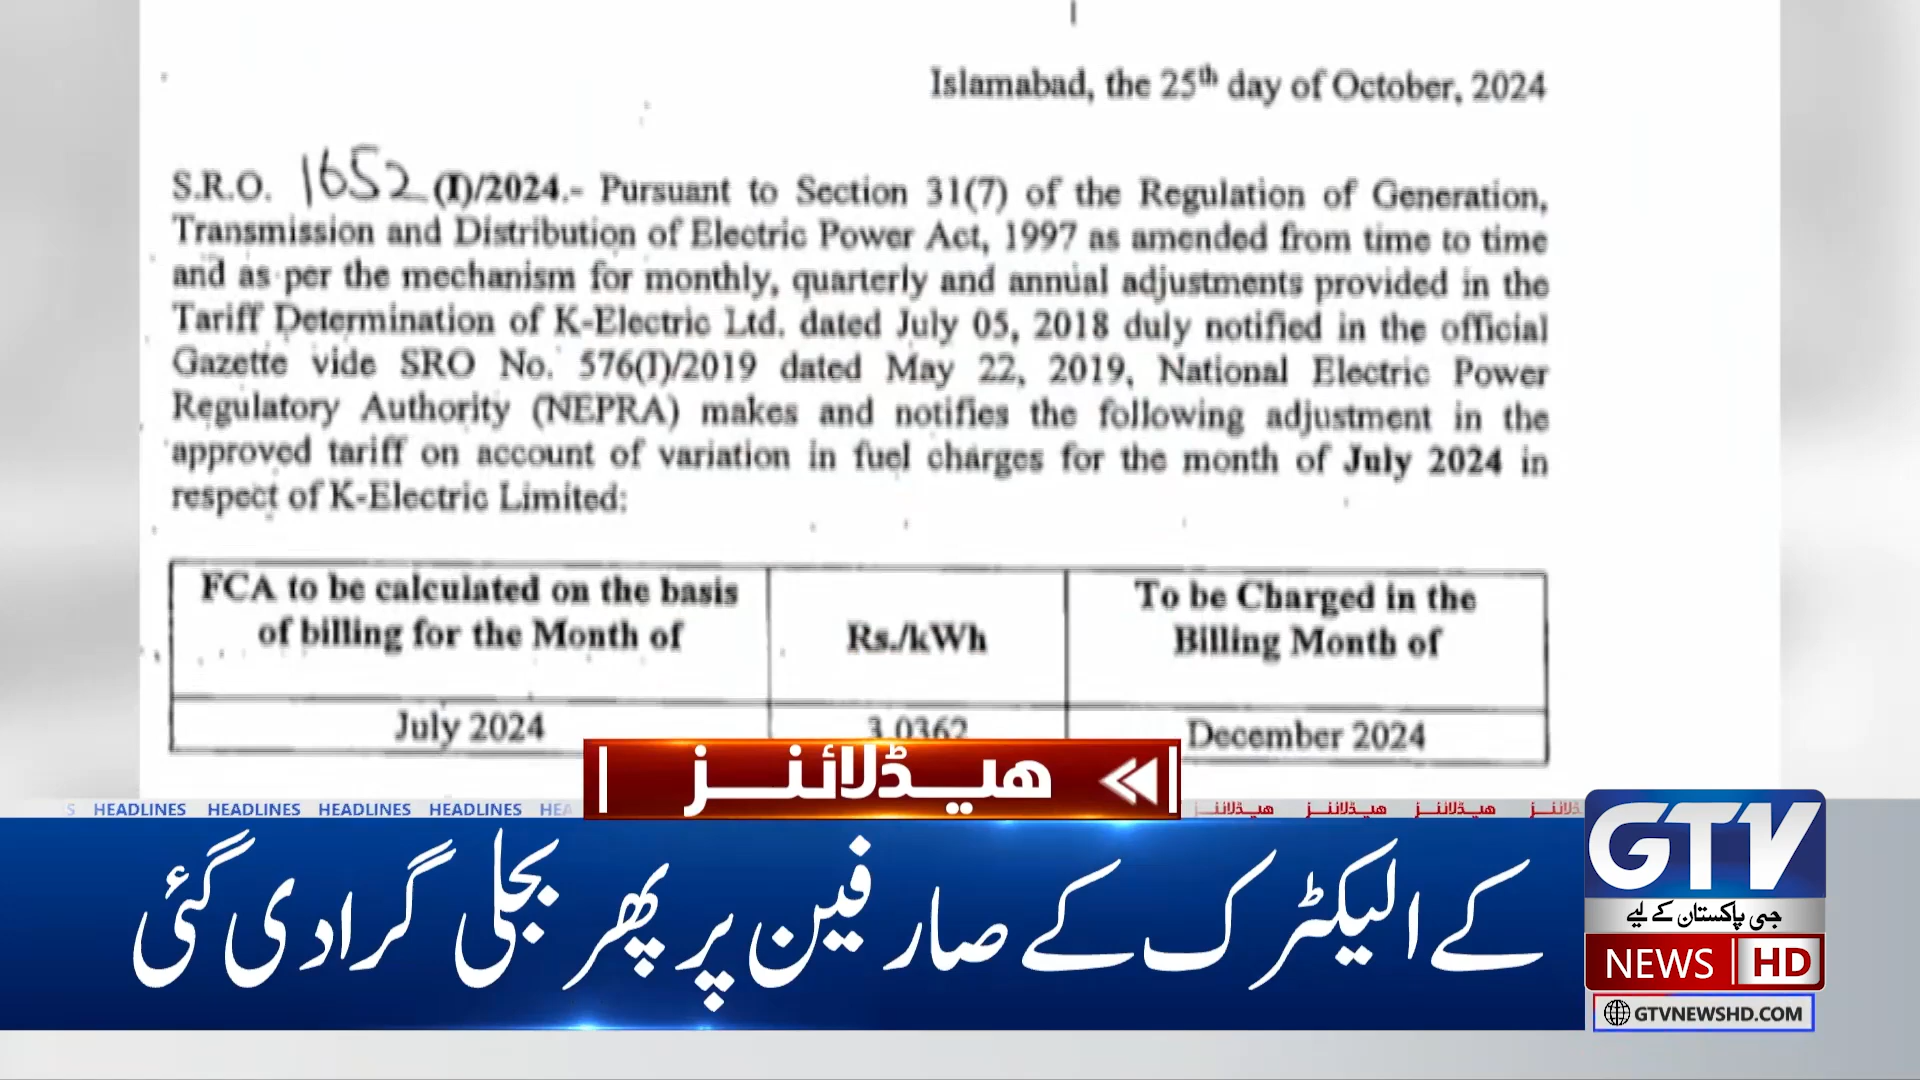 Islamabad, the 25th day of October, 2024
S.R.O. 1652 (I)/2024.- Pursuant to Section 31(7) of the Regulation of Generation,
Transmission and Distribution of Electric Power Act, 1997 as amended from time to time
and as per the mechanism for monthly, quarterly and annual adjustments provided in the
Tariff Determination of K-Electric Ltd. dated July 05, 2018 duly notified in the official
Gazette vide SRO No. 576(I)/2019 dated May 22, 2019, National Electric Power
Regulatory Authority (NEPRA) makes and notifies the following adjustment in the
approved tariff on account of variation in fuel charges for the month of July 2024 in
respect of K-Electric Limited:
FCA to be calculated on the basis
of billing for the Month of
Rs./kWh
To be Charged in the
Billing Month of
July 2024
3.0362
December 2024
ھیڈلائنز
HEADLINES HEADLINES HEADLINES HEADLINES
ھیڈلائنز ھیڈلائنز ھیڈلائنز
کے الیکٹرک کے صارفین پر پھر بجلی گرادی گئی
GTV
جی پاکستان کے لیے
NEWS HD
GTVNEWSHD.COM